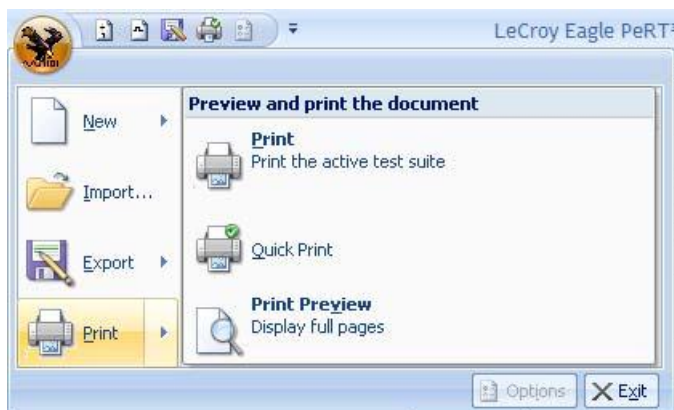 LeCroy Eagle PeRT³
New
Import...
Export
Print
Preview and print the document
Print
Print the active test suite
Quick Print
Print Preview
Display full pages
Options
Exit